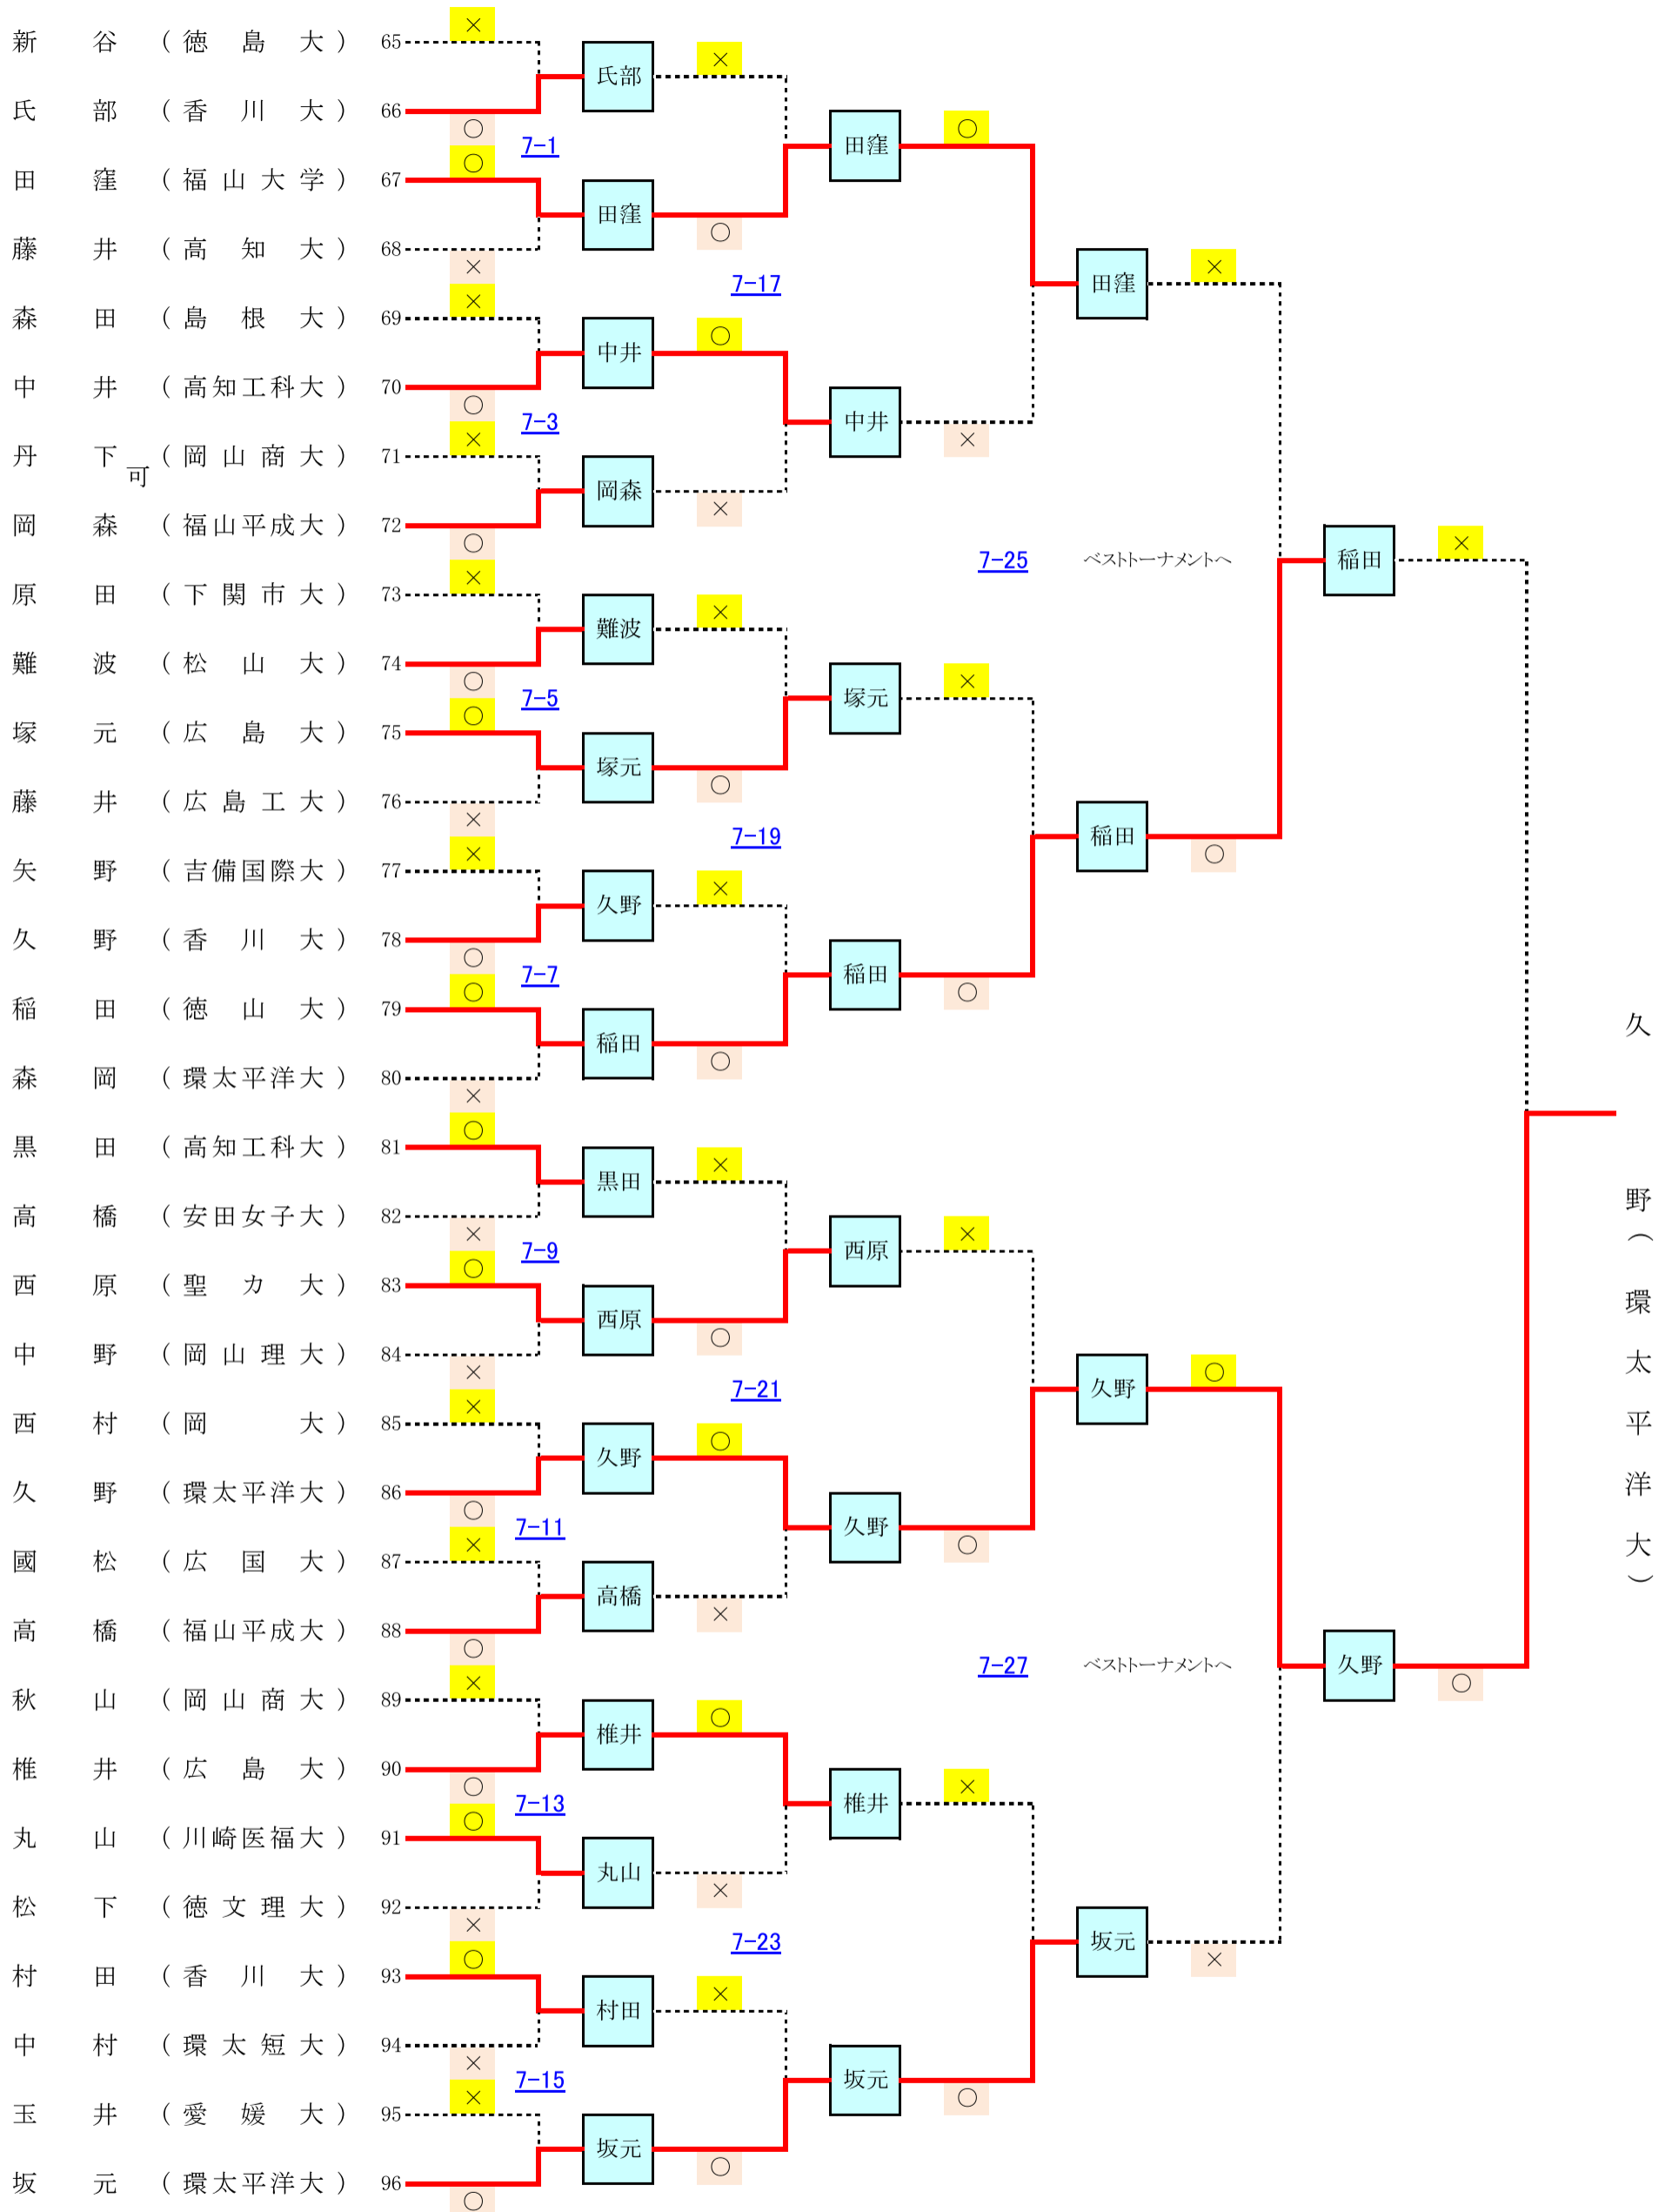 新谷（徳島大）65 ×
氏部
×
氏部（香川大）66 ○
7-1
田窪
○
田窪（福山大学）67 ○
田窪
○
藤井（高知大）68 ×
7-17
田窪
×
森田（島根大）69 ×
中井
○
中井（高知工科大）70 ○
7-3
中井
×
丹下可（岡山商大）71 ×
岡森
×
岡森（福山平成大）72 ○
7-25 ベストトーナメントへ
稲田
×
原田（下関市大）73 ×
難波
×
難波（松山大）74 ○
7-5
塚元
×
塚元（広島大）75 ○
塚元
○
藤井（広島工大）76 ×
7-19
稲田
○
矢野（吉備国際大）77 ×
久野
×
久野（香川大）78 ○
7-7
稲田
○
稲田（徳山大）79 ○
稲田
○
森岡（環太平洋大）80 ×
久野（環太平洋大）
黒田（高知工科大）81 ○
黒田
×
高橋（安田女子大）82 ×
7-9
西原
×
西原（聖カ大）83 ○
西原
○
中野（岡山理大）84 ×
7-21
久野
○
西村（岡大）85 ×
久野
○
久野（環太平洋大）86 ○
7-11
久野
○
國松（広国大）87 ×
高橋
×
高橋（福山平成大）88 ○
7-27 ベストトーナメントへ
久野
○
秋山（岡山商大）89 ×
椎井
○
椎井（広島大）90 ○
7-13
椎井
×
丸山（川崎医福大）91 ○
丸山
×
松下（徳文理大）92 ×
7-23
坂元
×
村田（香川大）93 ○
村田
×
中村（環太短大）94 ×
7-15
坂元
○
玉井（愛媛大）95 ×
坂元
○
坂元（環太平洋大）96 ○